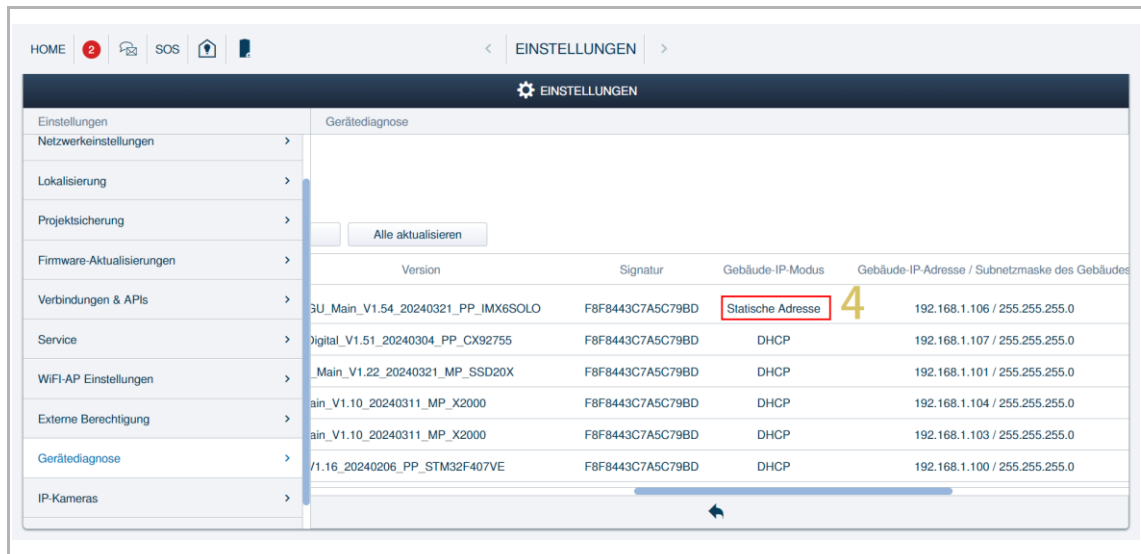 HOME 2 SOS < EINSTELLUNGEN >
EINSTELLUNGEN
Einstellungen Gerätediagnose
Netzwerkeinstellungen >
Lokalisierung >
Projektsicherung >
Alle aktualisieren
Firmware-Aktualisierungen >
Version Signatur Gebäude-IP-Modus Gebäude-IP-Adresse / Subnetzmaske des Gebäudes
Verbindungen & APIs >
GU_Main_V1.54_20240321_PP_IMX6SOLO F8F8443C7A5C79BD Statische Adresse 4 192.168.1.106 / 255.255.255.0
Service >
Digital_V1.51_20240304_PP_CX92755 F8F8443C7A5C79BD DHCP 192.168.1.107 / 255.255.255.0
WiFI-AP Einstellungen >
_Main_V1.22_20240321_MP_SSD20X F8F8443C7A5C79BD DHCP 192.168.1.101 / 255.255.255.0
ain_V1.10_20240311_MP_X2000 F8F8443C7A5C79BD DHCP 192.168.1.104 / 255.255.255.0
Externe Berechtigung >
ain_V1.10_20240311_MP_X2000 F8F8443C7A5C79BD DHCP 192.168.1.103 / 255.255.255.0
Gerätediagnose >
V1.16_20240206_PP_STM32F407VE F8F8443C7A5C79BD DHCP 192.168.1.100 / 255.255.255.0
IP-Kameras >